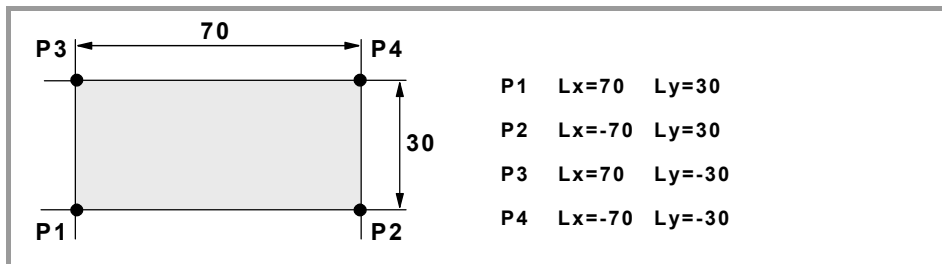 70
P3 P4
30
P1 P2
P1 Lx=70 Ly=30
P2 Lx=-70 Ly=30
P3 Lx=70 Ly=-30
P4 Lx=-70 Ly=-30